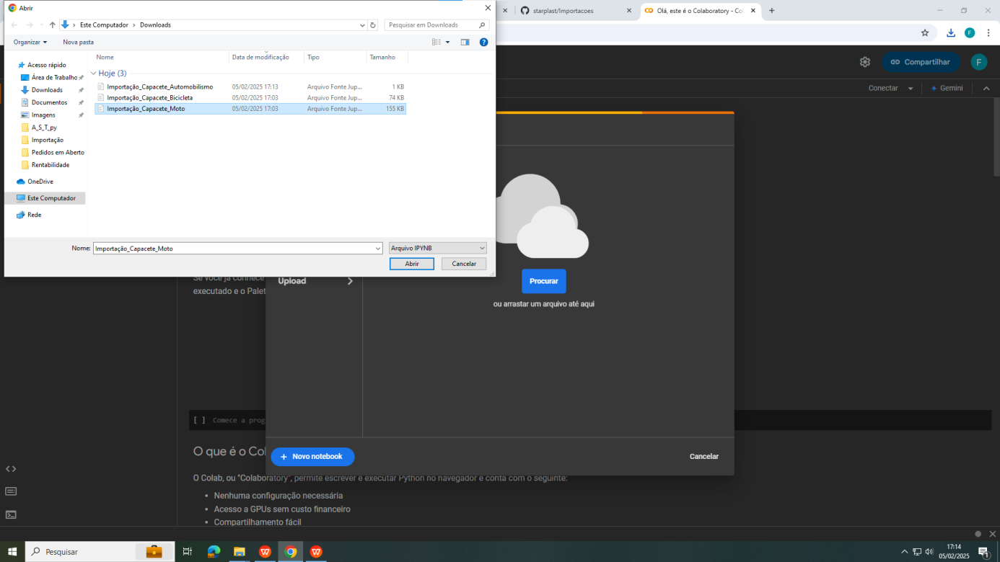 Abrir
starplast/Importacoes
Olá, este é o Colaboratory - Co
Este Computador
Downloads
Pesquisar em Downloads
Organizar
Nova pasta
Nome
Data de modificação
Tipo
Tamanho
Acesso rápido
Área de Trabalho
Downloads
Documentos
Imagens
A_S_T_py
Importação
Pedidos em Aberto
Rentabilidade
OneDrive
Este Computador
Rede
Hoje (3)
Importação_Capacete_Automobilismo 05/02/2025 17:13 Arquivo Fonte Jup... 1 KB
Importação_Capacete_Bicicleta 05/02/2025 17:03 Arquivo Fonte Jup... 74 KB
Importação_Capacete_Moto 05/02/2025 17:03 Arquivo Fonte Jup... 155 KB
Nome: Importação_Capacete_Moto
Arquivo IPYNB
Abrir
Cancelar
F
Compartilhar
F
Conectar
Gemini
Se você já conhece
executado e o Palet
Upload
Procurar
ou arrastar um arquivo até aqui
[ ] Comece a prog
+ Novo notebook
Cancelar
O que é o Col
O Colab, ou "Colaboratory", permite escrever e executar Python no navegador e conta com o seguinte:
• Nenhuma configuração necessária
• Acesso a GPUs sem custo financeiro
• Compartilhamento fácil
Pesquisar
17:14
05/02/2025
1